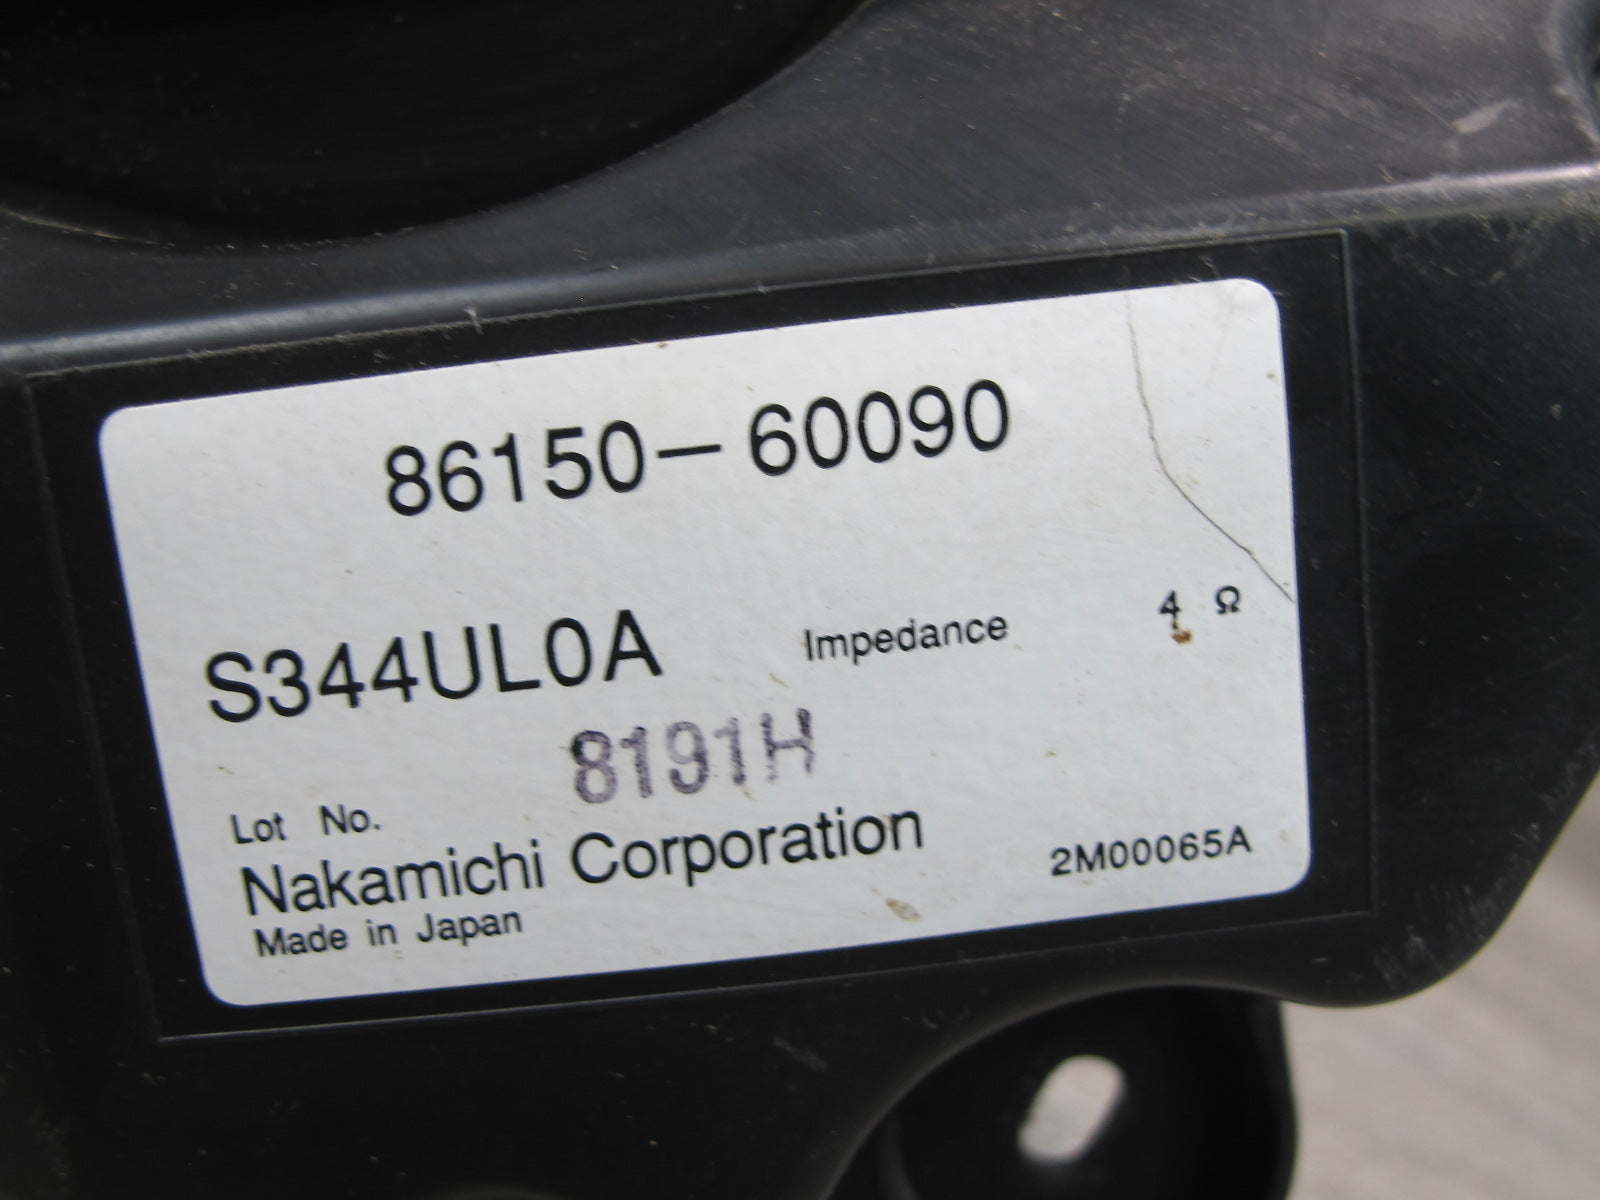 86150-60090
S344UL0A Impedance 4 Ω
8191H
Lot No.
Nakamichi Corporation 2M00065A
Made in Japan